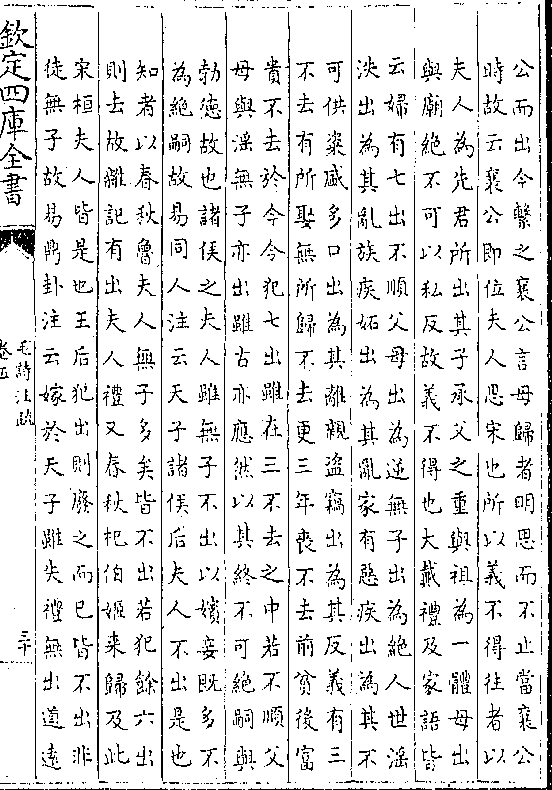 公而出今繫之襄公言母歸者明思而不止當襄公
時故云襄公即位夫人思宋也所以義不得往者以
夫人為先君所出其子承父之重與祖為一體母出
與廟絶不可以私反故義不得也大戴禮及家語皆
云婦有七出不順父母出為逆無子出為絶人世淫
泆出為其亂族疾妬出為其亂家有惡疾出為其不
可供粢盛多口出為其離親盜竊出為其反義有三
不去有所娶無所歸不去更三年喪不去前貧後富
貴不去於今令犯七出雖在三不去之中若不順父
母與淫無子亦出雖古亦應然以其終不可絶嗣與
勃德故也諸侯之夫人雖無子不出以嬪妾既多不
為絶嗣故易同人注云天子諸侯后夫人不出是也
知者以春秋魯夫人無子多矣皆不出若犯餘六出
則去故雜記有出夫人禮又春秋杞伯姬來歸及此
宋桓夫人皆是也王后犯出則廢之而已皆不出非
徒無子故易鼎卦注云嫁於天子雖失禮無出道遠
欽定四庫全書
毛詩注疏
卷五
三十